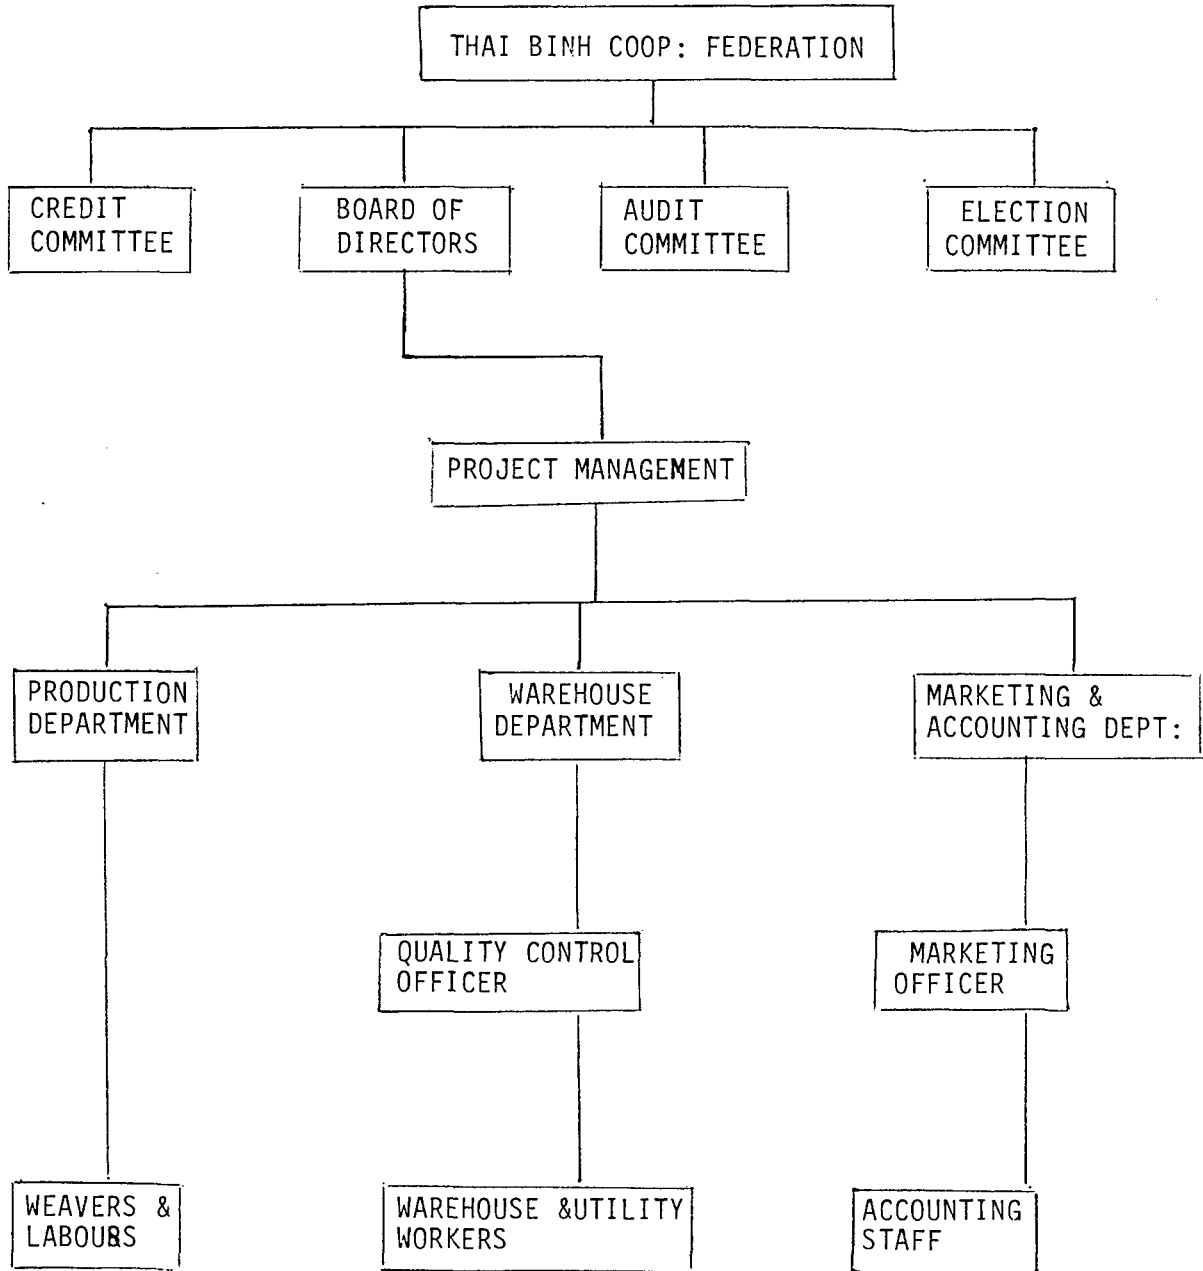 THAI BINH COOP: FEDERATION
CREDIT
COMMITTEE
BOARD OF
DIRECTORS
AUDIT
COMMITTEE
ELECTION
COMMITTEE
PROJECT MANAGEMENT
PRODUCTION
DEPARTMENT
WAREHOUSE
DEPARTMENT
MARKETING &
ACCOUNTING DEPT:
QUALITY CONTROL
OFFICER
MARKETING
OFFICER
WEAVERS &
LABOURS
WAREHOUSE &UTILITY
WORKERS
ACCOUNTING
STAFF